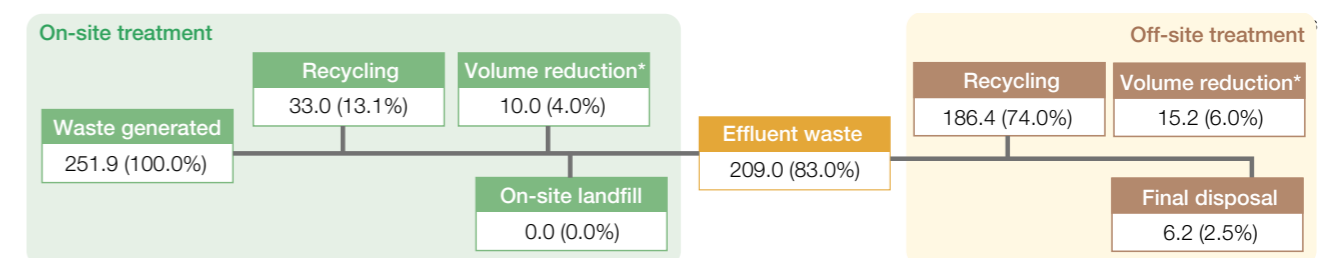 On-site treatment
Off-site treatment
Recycling
33.0 (13.1%)
Volume reduction*
10.0 (4.0%)
Waste generated
251.9 (100.0%)
On-site landfill
0.0 (0.0%)
Effluent waste
209.0 (83.0%)
Recycling
186.4 (74.0%)
Volume reduction*
15.2 (6.0%)
Final disposal
6.2 (2.5%)